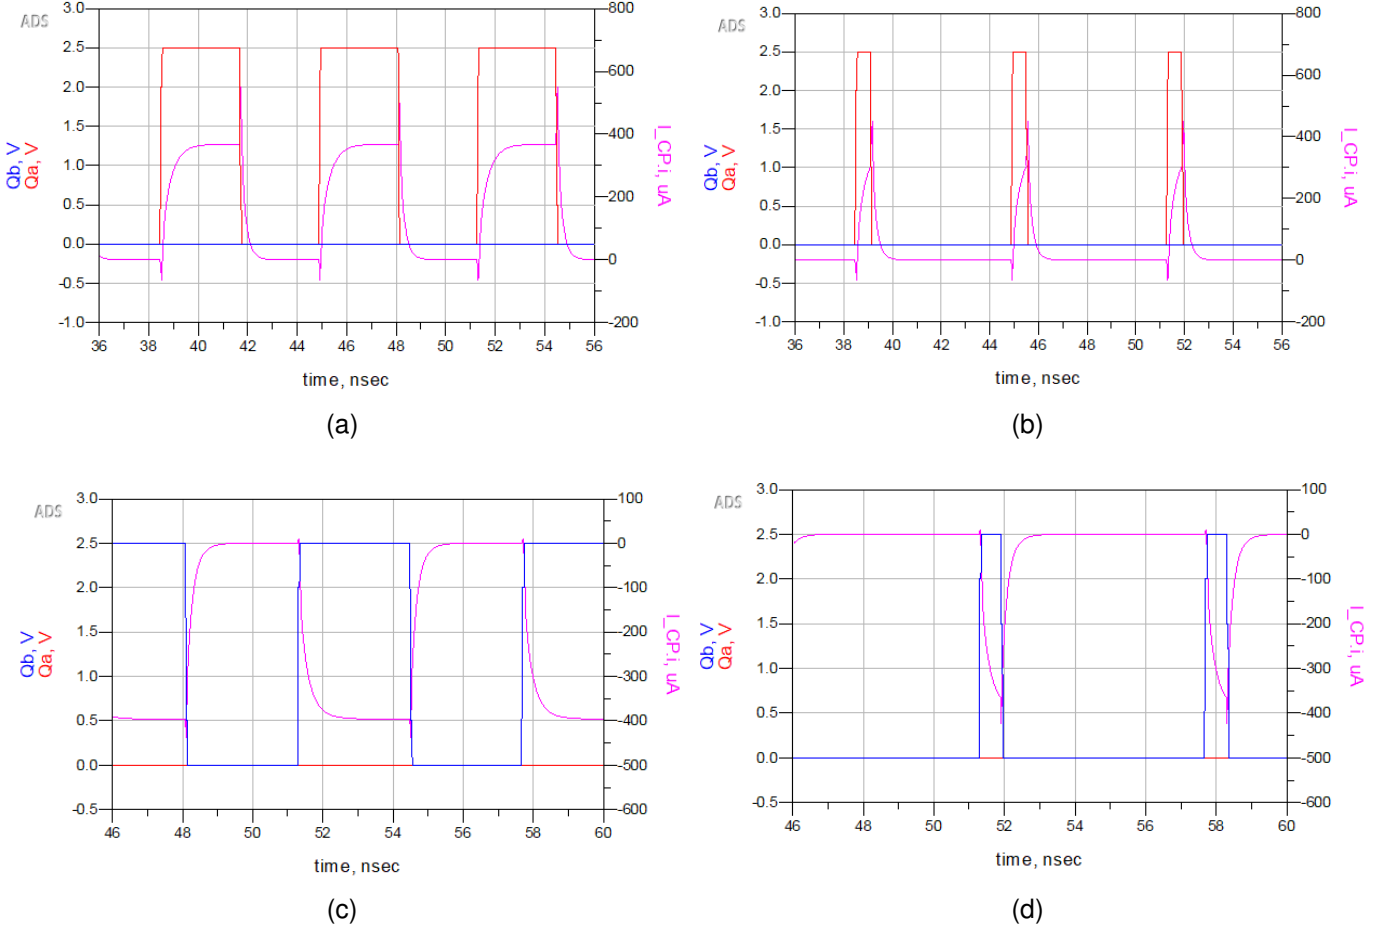 ADS
3.0
2.5
2.0
1.5
1.0
0.5
0.0
-0.5
-1.0
800
600
400
200
0
-200
Qb, V
Qa, V
I_CP.i, uA
36 38 40 42 44 46 48 50 52 54 56
time, nsec
(a)
ADS
3.0
2.5
2.0
1.5
1.0
0.5
0.0
-0.5
-1.0
800
600
400
200
0
-200
Qb, V
Qa, V
I_CP.i, uA
36 38 40 42 44 46 48 50 52 54 56
time, nsec
(b)
ADS
3.0
2.5
2.0
1.5
1.0
0.5
0.0
-0.5
100
0
-100
-200
-300
-400
-500
-600
Qb, V
Qa, V
I_CP.i, uA
46 48 50 52 54 56 58 60
time, nsec
(c)
ADS
3.0
2.5
2.0
1.5
1.0
0.5
0.0
-0.5
100
0
-100
-200
-300
-400
-500
-600
Qb, V
Qa, V
I_CP.i, uA
46 48 50 52 54 56 58 60
time, nsec
(d)